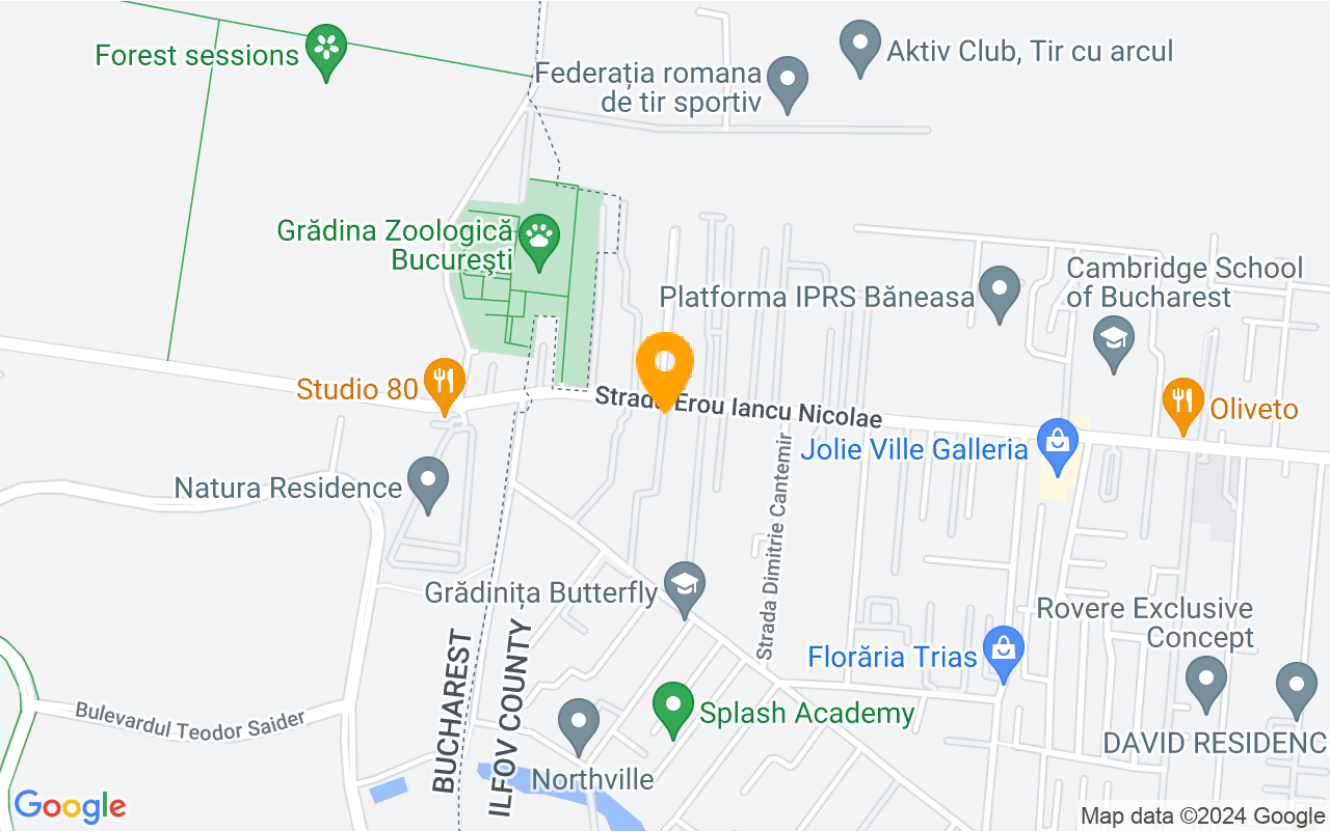 Forest sessions
Aktiv Club, Tir cu arcul
Federația romana
de tir sportiv
Grădina Zoologică
București
Cambridge School
of Bucharest
Platforma IPRS Băneasa
Studio 80
Strada Erou Iancu Nicolae
Oliveto
Jolie Ville Galleria
Natura Residence
Strada Dimitrie Cantemir
Grădinița Butterfly
Rovere Exclusive
Concept
BUCHAREST
ILFOV COUNTY
Florăria Trias
Bulevardul Teodor Saider
Splash Academy
DAVID RESIDENC
Northville
Google
Map data ©2024 Google